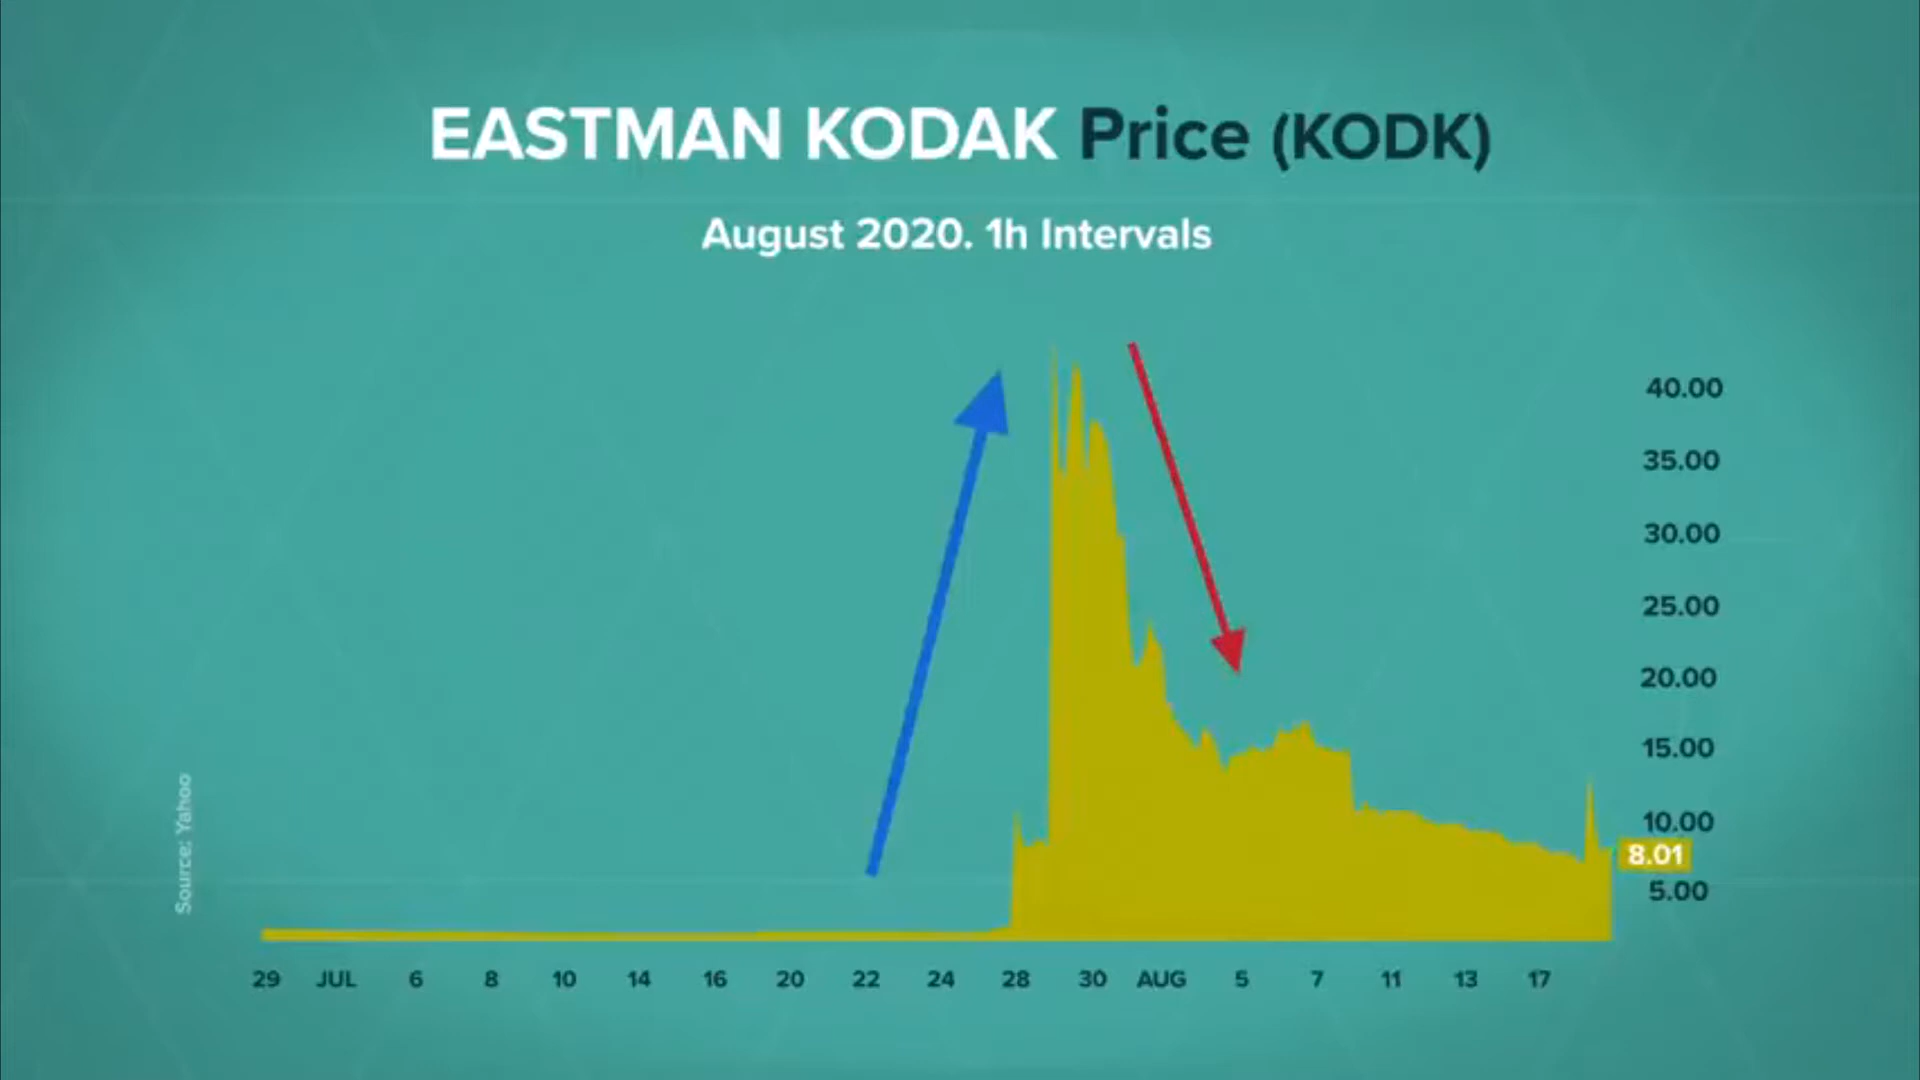 EASTMAN KODAK Price (KODK)
August 2020. 1h Intervals
40.00
35.00
30.00
25.00
20.00
15.00
10.00
8.01
5.00
Source: Yahoo
29 JUL 6 8 10 14 16 20 22 24 28 30 AUG 5 7 11 13 17